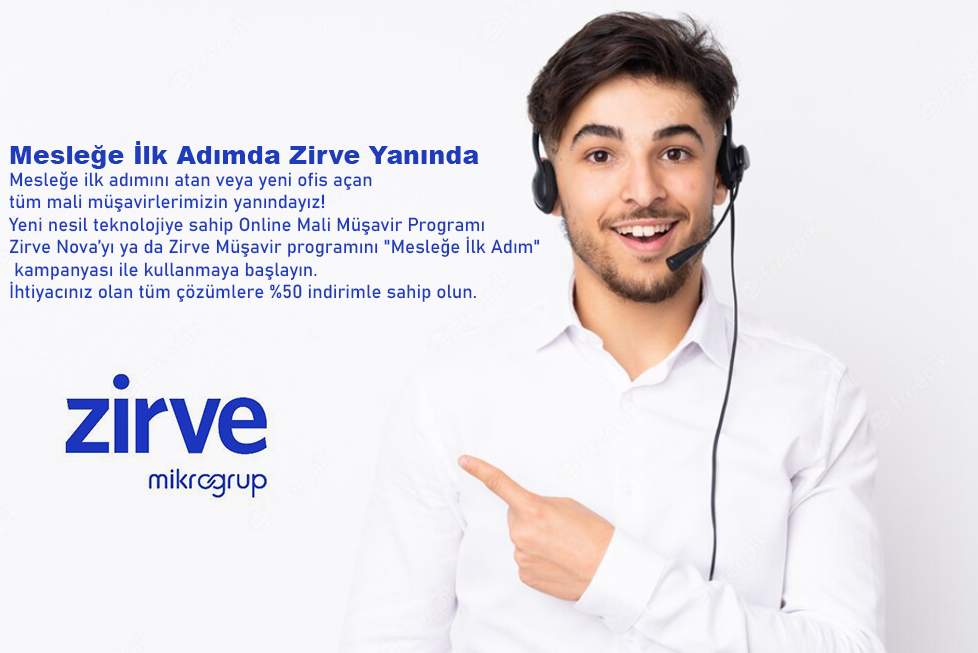 Mesleğe İlk Adımda Zirve Yanında
Mesleğe ilk adımını atan veya yeni ofis açan
tüm mali müşavirlerimizin yanındayız!
Yeni nesil teknolojiye sahip Online Mali Müşavir Programı
Zirve Nova'yı ya da Zirve Müşavir programını "Mesleğe İlk Adım"
kampanyası ile kullanmaya başlayın.
İhtiyacınız olan tüm çözümlere %50 indirimle sahip olun.
zirve
mikrogrup